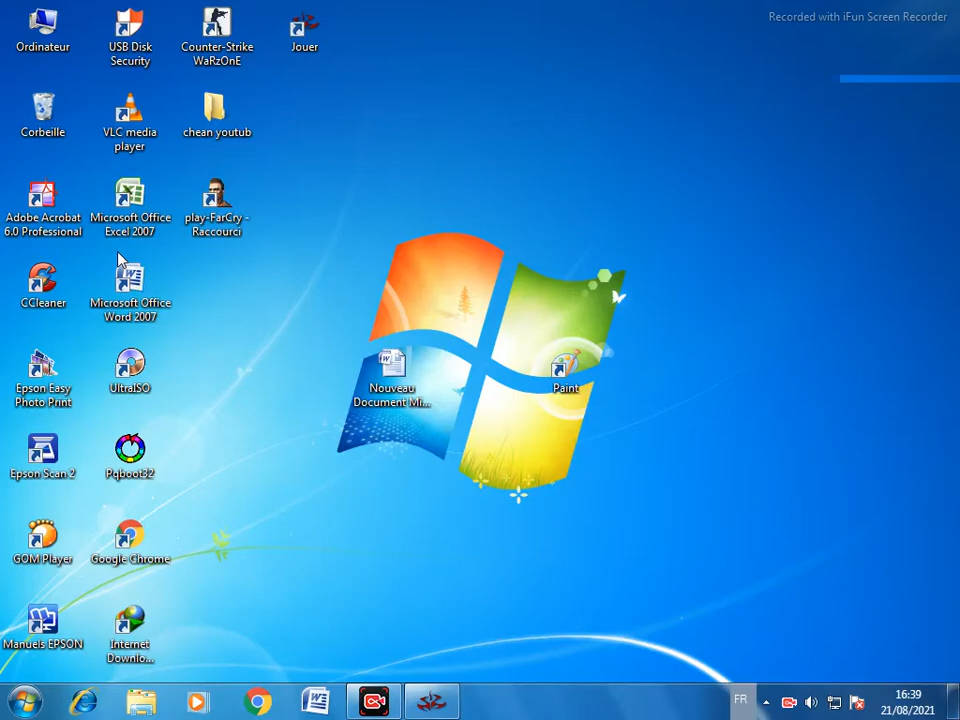 Recorded with iFun Screen Recorder
Ordinateur
USB Disk
Security
Counter-Strike
WaRzOnE
Jouer
Corbeille
VLC media
player
chean youtub
Adobe Acrobat
6.0 Professional
Microsoft Office
Excel 2007
play-FarCry -
Raccourci
CCleaner
Microsoft Office
Word 2007
Epson Easy
Photo Print
UltraISO
Nouveau
Document Mi...
Paint
Epson Scan 2
Pqboot32
GOM Player
Google Chrome
Manuels EPSON
Internet
Downlo...
FR
16:39
21/08/2021